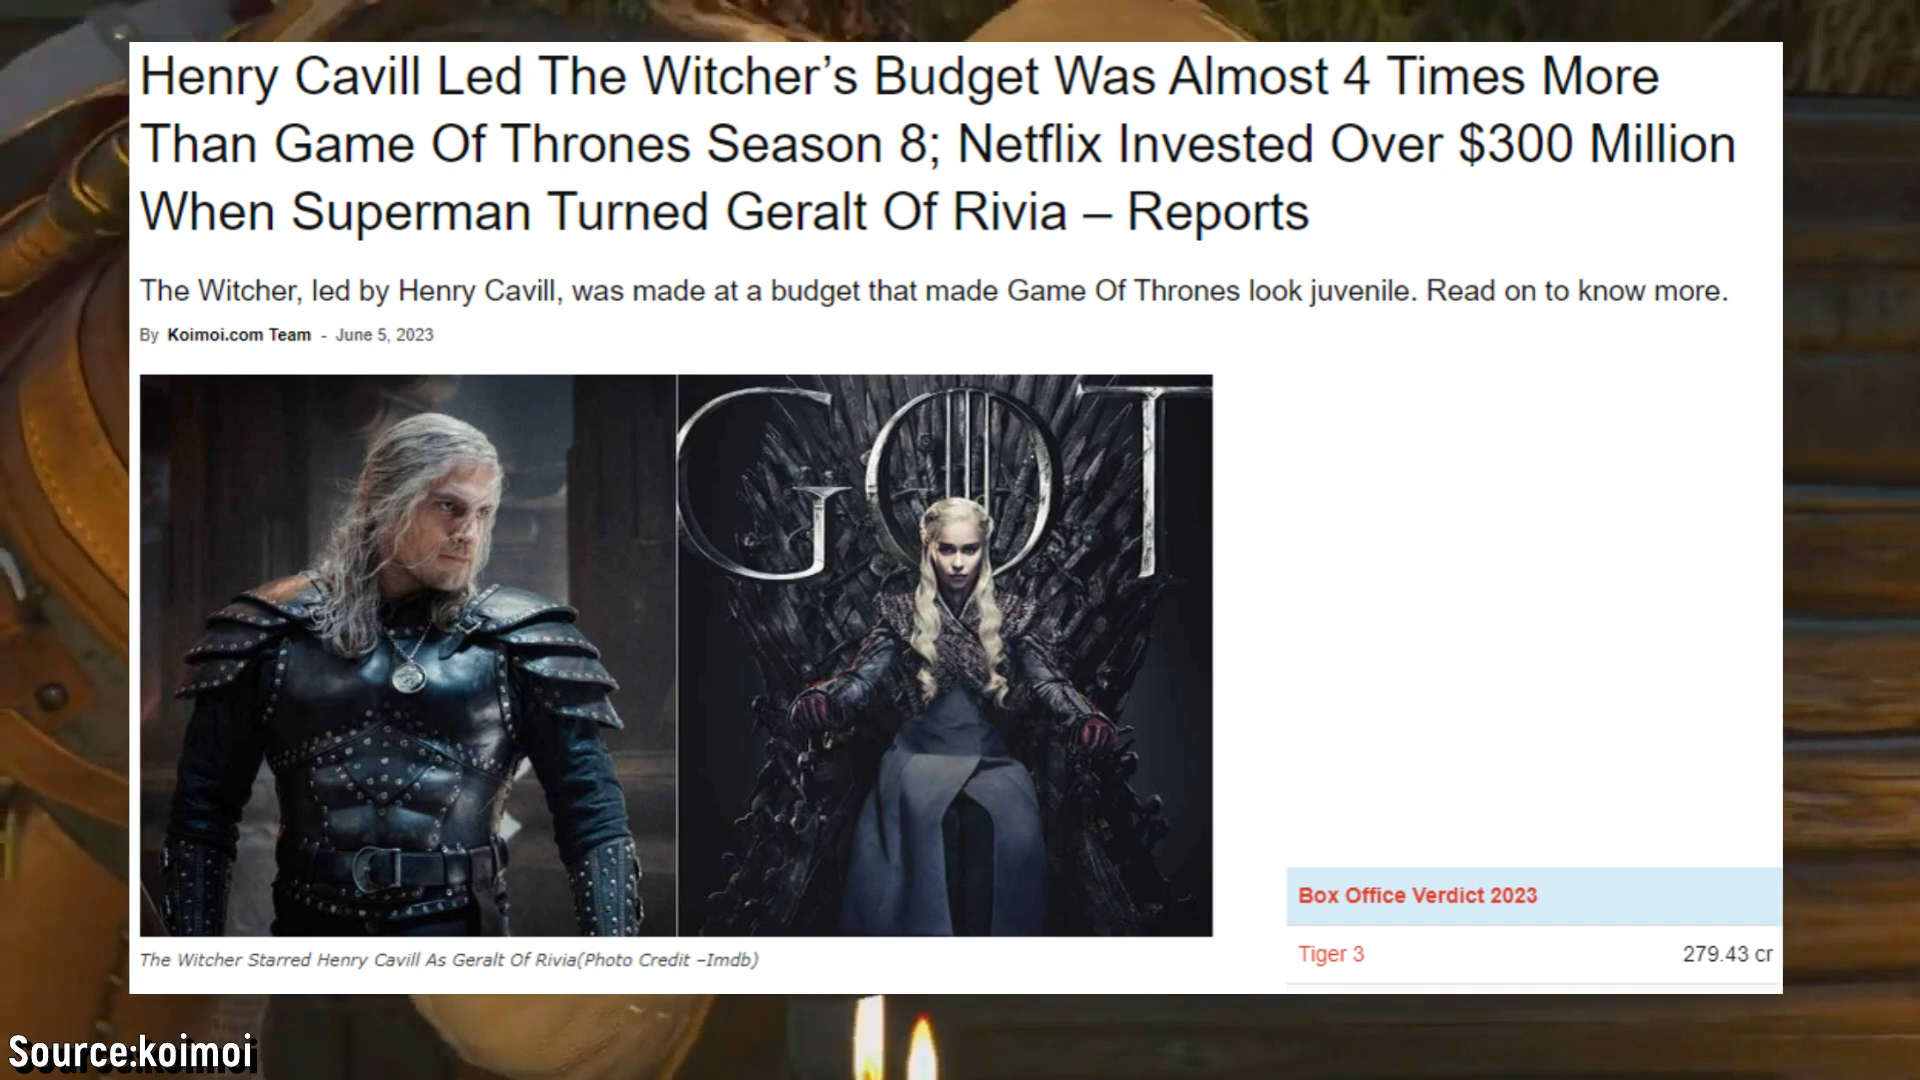 Henry Cavill Led The Witcher’s Budget Was Almost 4 Times More
Than Game Of Thrones Season 8; Netflix Invested Over $300 Million
When Superman Turned Geralt Of Rivia – Reports
The Witcher, led by Henry Cavill, was made at a budget that made Game Of Thrones look juvenile. Read on to know more.
By Koimoi.com Team - June 5, 2023
GOT
The Witcher Starred Henry Cavill As Geralt Of Rivia(Photo Credit –Imdb)
Box Office Verdict 2023
Tiger 3 279.43 cr
Source:koimoi